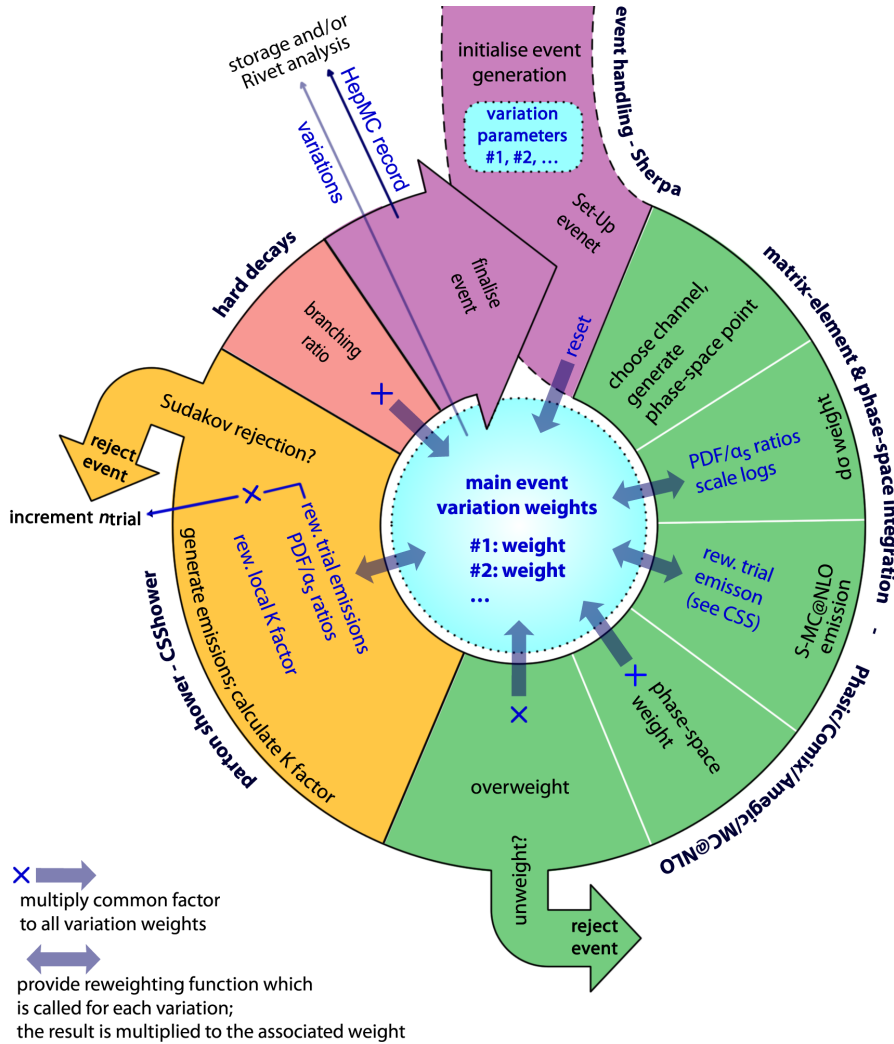 storage and/or
Rivet analysis
HepMC record
variations
initialise event
generation
variation
parameters
#1, #2, ...
event handling - Sherpa
Set-Up
evenet
reset
finalise
event
hard decays
branching
ratio
+
matrix-element & phase-space integration - Phasic/Comix/Amegic/MC@NLO
choose channel,
generate
phase-space point
dσ weight
PDF/αs ratios
scale logs
rew. trial
emisson
(see CSS)
S-MC@NLO
emission
+
phase-space
weight
×
overweight
unweight?
reject
event
main event
variation weights
#1: weight
#2: weight
...
Sudakov rejection?
reject
event
increment ntrial
×
rew. trial emissions
PDF/αs ratios
rew. local K factor
generate emissions; calculate K factor
parton shower - CSShower
×
multiply common factor
to all variation weights
provide reweighting function which
is called for each variation;
the result is multiplied to the associated weight